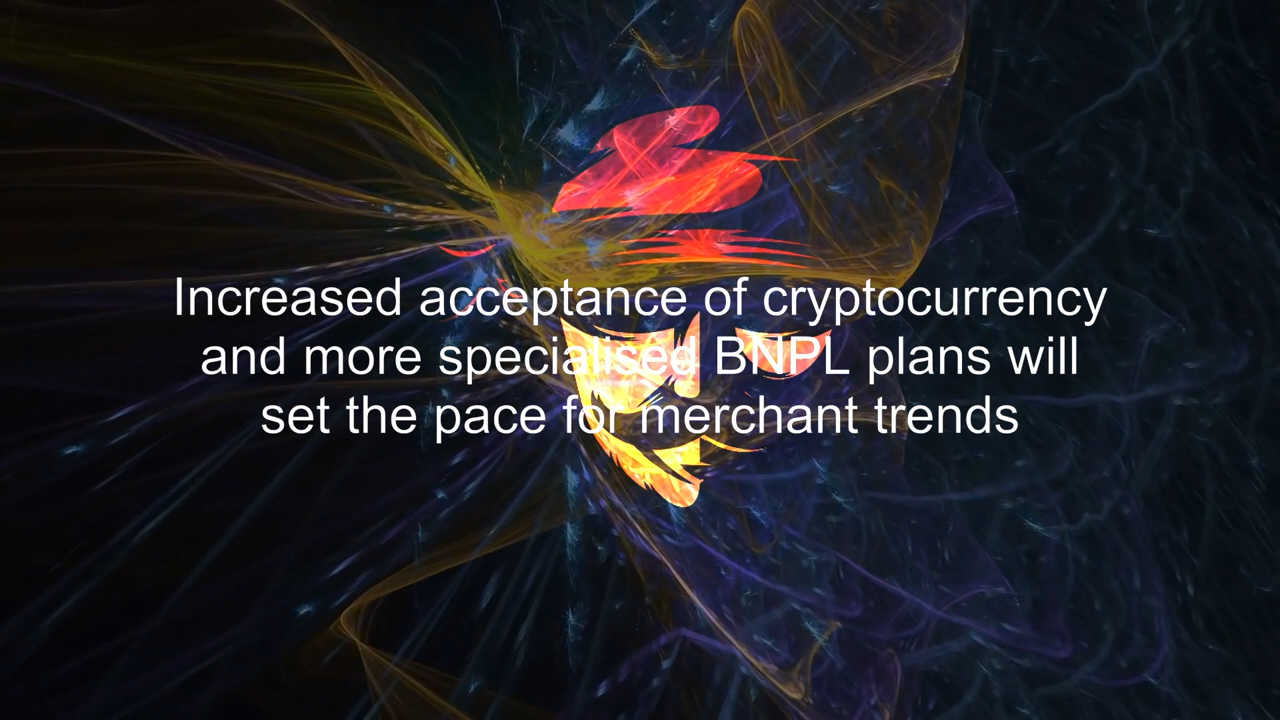 Increased acceptance of cryptocurrency
and more specialised BNPL plans will
set the pace for merchant trends